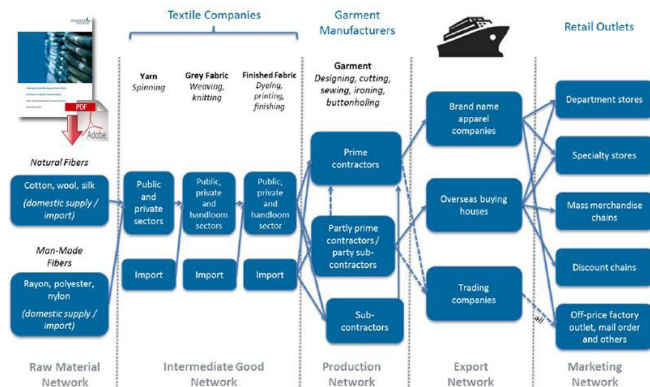 Textile Companies
Garment
Manufacturers
Retail Outlets
PDF
Adobe
Yarn
Spinning
Grey Fabric
Weaving,
knitting
Finished Fabric
Dyeing,
printing,
finishing
Garment
Designing, cutting,
sewing, ironing,
buttonholing
Natural Fibers
Cotton, wool, silk
(domestic supply /
import)
Man-Made
Fibers
Rayon, polyester,
nylon
(domestic supply /
import)
Public
and
private
sectors
Public,
private
and
handloom
sectors
Public,
private
and
handloom
sector
Import
Import
Import
Prime
contractors
Partly prime
contractors /
party sub-
contractors
Sub-
contractors
Brand name
apparel
companies
Overseas buying
houses
Trading
companies
all
Department
stores
Specialty stores
Mass merchandise
chains
Discount chains
Off-price factory
outlet, mail order
and others
Raw Material
Network
Intermediate Good
Network
Production
Network
Export
Network
Marketing
Network